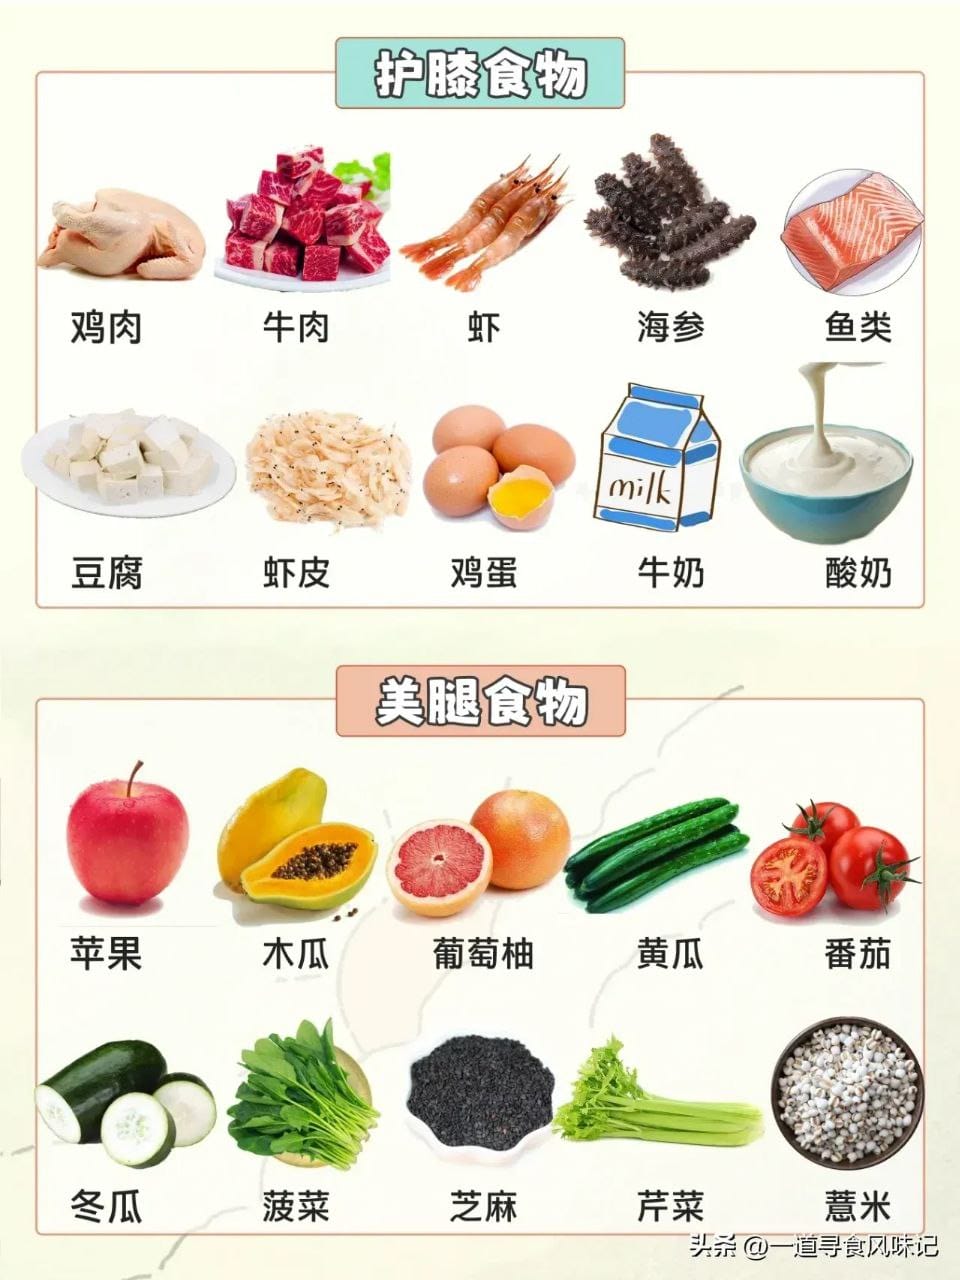 护膝食物
鸡肉 牛肉 虾 海参 鱼类
milk
豆腐 虾皮 鸡蛋 牛奶 酸奶
美腿食物
苹果 木瓜 葡萄柚 黄瓜 番茄
冬瓜 菠菜 芝麻 芹菜 薏米
头条 @一道寻食风味记